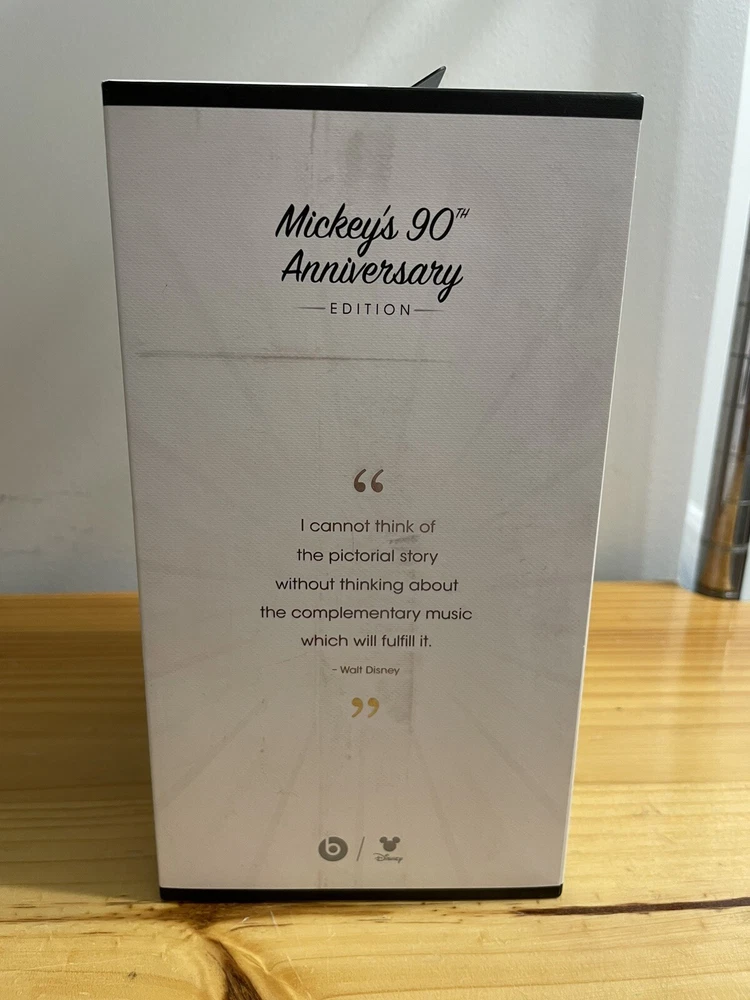 Mickey's 90TH
Anniversary
EDITION
“
I cannot think of
the pictorial story
without thinking about
the complementary music
which will fulfill it.
- Walt Disney
”
b / Disney